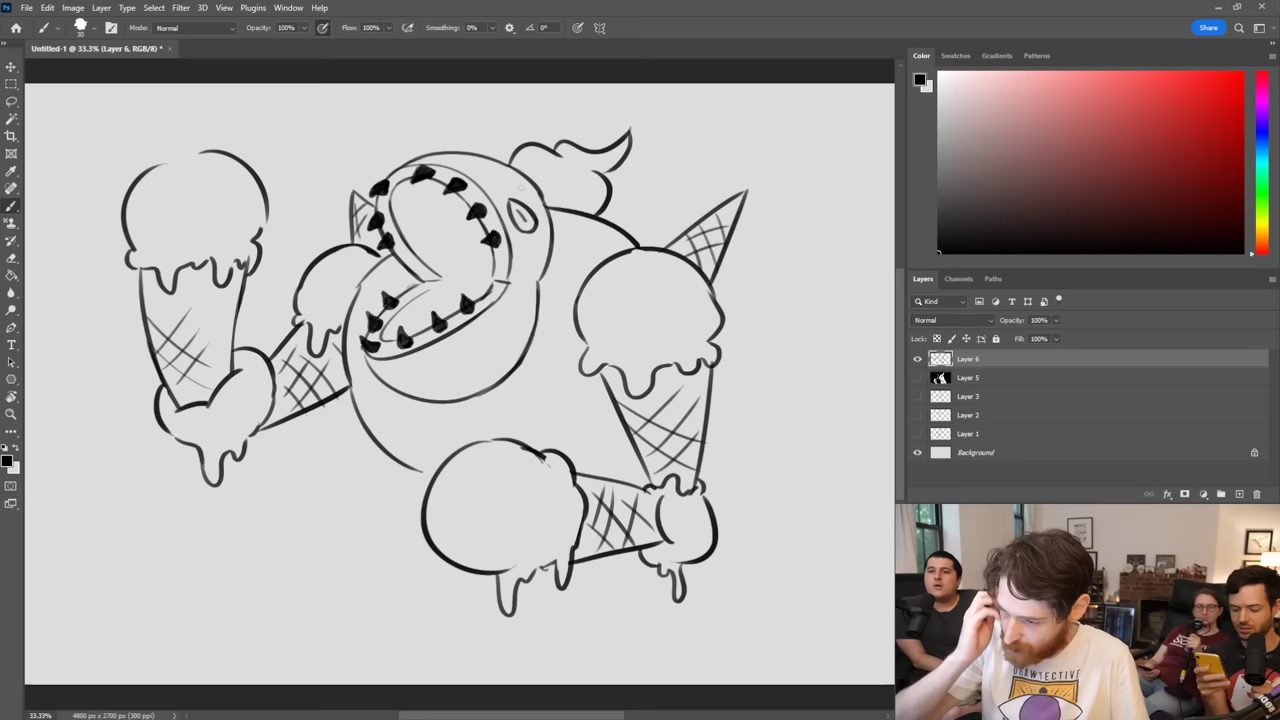 Ps File Edit Image Layer Type Select Filter 3D View Plugins Window Help
30 Mode: Normal Opacity: 100% Flow: 100% Smoothing: 0% 0° Share
Untitled-1 @ 33.3% (Layer 6, RGB/8) * ×
Color Swatches Gradients Patterns
Layers Channels Paths
Kind
Normal Opacity: 100%
Lock: Fill: 100%
Layer 6
Layer 5
Layer 3
Layer 2
Layer 1
Background
DRAWTECTIVE
33.33% 4800 px x 2700 px (300 ppi)